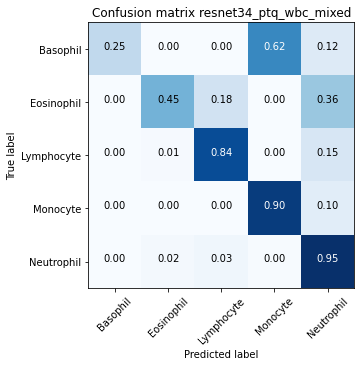 Confusion matrix resnet34_ptq_wbc_mixed
True label
Basophil 0.25 0.00 0.00 0.62 0.12
Eosinophil 0.00 0.45 0.18 0.00 0.36
Lymphocyte 0.00 0.01 0.84 0.00 0.15
Monocyte 0.00 0.00 0.00 0.90 0.10
Neutrophil 0.00 0.02 0.03 0.00 0.95
Basophil Eosinophil Lymphocyte Monocyte Neutrophil
Predicted label